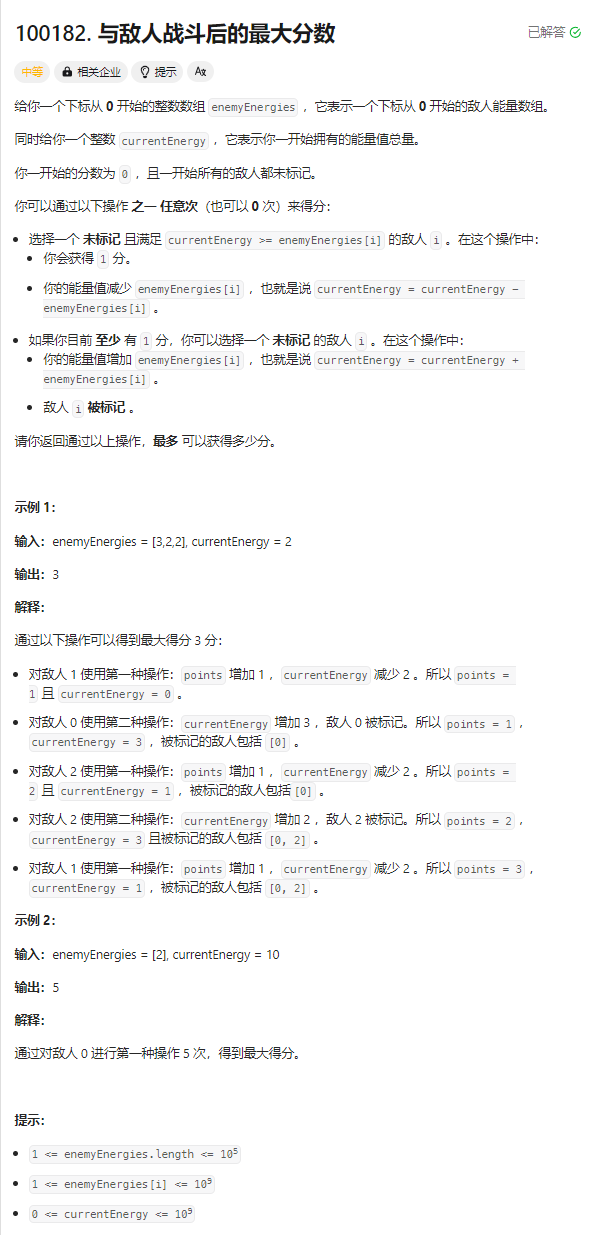 100182. 与敌人战斗后的最大分数
已解答
中等 相关企业 提示
给你一个下标从 0 开始的整数数组 enemyEnergies ，它表示一个下标从 0 开始的敌人能量数组。
同时给你一个整数 currentEnergy ，它表示你一开始拥有的能量值总量。
你一开始的分数为 0 ，且一开始所有的敌人都未标记。
你可以通过以下操作 之一 任意次（也可以 0 次）来得分：
选择一个 未标记 且满足 currentEnergy >= enemyEnergies[i] 的敌人 i 。在这个操作中：
你会获得 1 分。
你的能量值减少 enemyEnergies[i] ，也就是说 currentEnergy = currentEnergy -
enemyEnergies[i] 。
如果你目前 至少 有 1 分，你可以选择一个 未标记 的敌人 i 。在这个操作中：
你的能量值增加 enemyEnergies[i] ，也就是说 currentEnergy = currentEnergy +
enemyEnergies[i] 。
敌人 i 被标记 。
请你返回通过以上操作，最多 可以获得多少分。
示例 1：
输入：enemyEnergies = [3,2,2], currentEnergy = 2
输出：3
解释：
通过以下操作可以得到最大得分 3 分：
对敌人 1 使用第一种操作：points 增加 1 ，currentEnergy 减少 2 。所以 points =
1 且 currentEnergy = 0 。
对敌人 0 使用第二种操作：currentEnergy 增加 3 ，敌人 0 被标记。所以 points = 1 ，
currentEnergy = 3 ，被标记的敌人包括 [0] 。
对敌人 2 使用第一种操作：points 增加 1 ，currentEnergy 减少 2 。所以 points =
2 且 currentEnergy = 1 ，被标记的敌人包括[0] 。
对敌人 2 使用第二种操作：currentEnergy 增加 2 ，敌人 2 被标记。所以 points = 2 ，
currentEnergy = 3 且被标记的敌人包括 [0, 2] 。
对敌人 1 使用第一种操作：points 增加 1 ，currentEnergy 减少 2 。所以 points = 3 ，
currentEnergy = 1 ，被标记的敌人包括 [0, 2] 。
示例 2：
输入：enemyEnergies = [2], currentEnergy = 10
输出：5
解释：
通过对敌人 0 进行第一种操作 5 次，得到最大得分。
提示：
1 <= enemyEnergies.length <= 10⁵
1 <= enemyEnergies[i] <= 10⁹
0 <= currentEnergy <= 10⁹